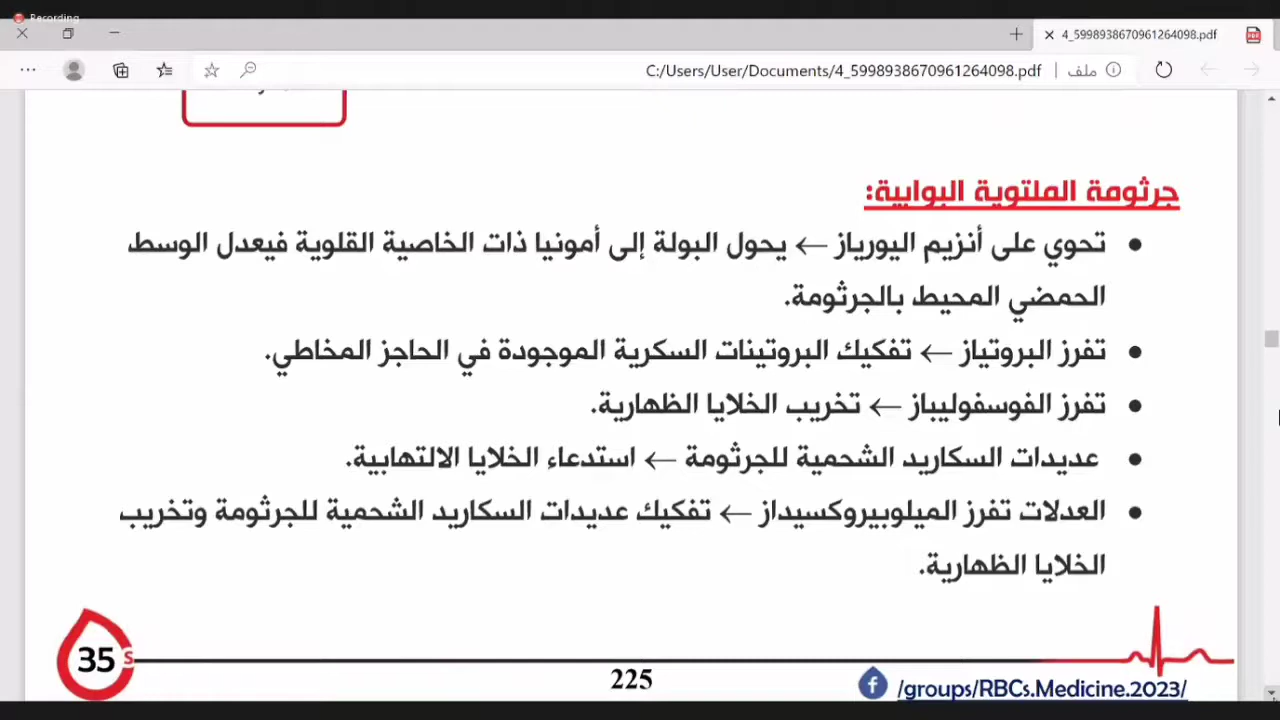 Recording
4_5998938670961264098.pdf
ملف
C:/Users/User/Documents/4_5998938670961264098.pdf
جرثومة الملتوية البوابية:
● تحوي على أنزيم اليورياز ← يحول البولة إلى أمونيا ذات الخاصية القلوية فيعدل الوسط
الحمضي المحيط بالجرثومة.
● تفرز البروتياز ← تفكيك البروتينات السكرية الموجودة في الحاجز المخاطي.
● تفرز الفوسفوليباز ← تخريب الخلايا الظهارية.
● عديدات السكاريد الشحمية للجرثومة ← استدعاء الخلايا الالتهابية.
● العدلات تفرز الميلوبيروكسيداز ← تفكيك عديدات السكاريد الشحمية للجرثومة وتخريب
الخلايا الظهارية.
35
225
/groups/RBCs.Medicine.2023/